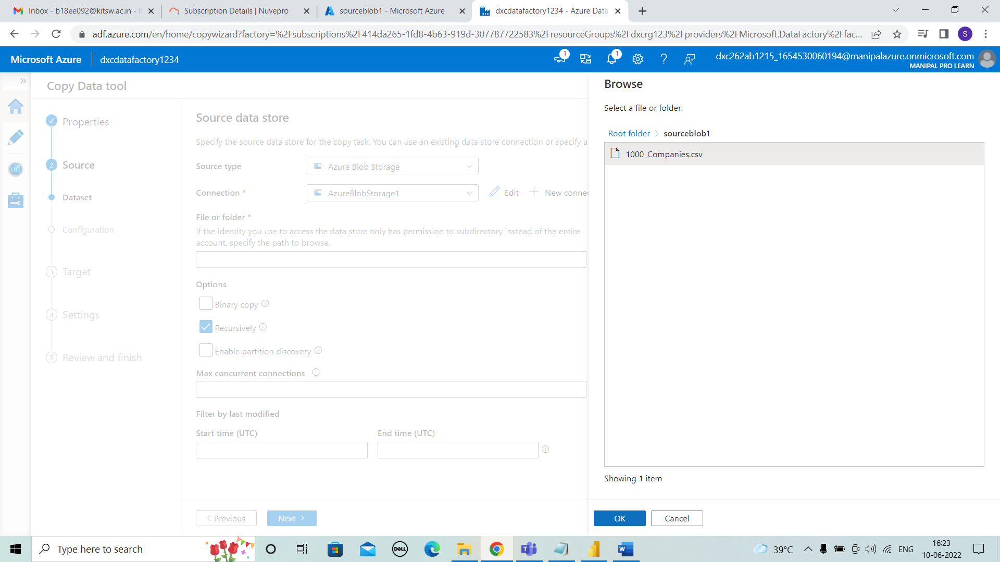 Inbox - b18ee092@kitsw.ac.in - K
Subscription Details | Nuvepro
sourceblob1 - Microsoft Azure
dxcdatafactory1234 - Azure Data
adf.azure.com/en/home/copywizard?factory=%2Fsubscriptions%2F414da265-1fd8-4b63-919d-307787722583%2FresourceGroups%2Fdxcrg123%2Fproviders%2FMicrosoft.DataFactory%2Ffac...
S
Microsoft Azure
dxcdatafactory1234
1
1
dxc262ab1215_1654530060194@manipalazure.onmicrosoft.com
MANIPAL PRO LEARN
Copy Data tool
Properties
2 Source
Dataset
Configuration
3 Target
4 Settings
5 Review and finish
Source data store
Specify the source data store for the copy task. You can use an existing data store connection or specify a
Source type
Azure Blob Storage
Connection *
AzureBlobStorage1
Edit
New connec
File or folder *
If the identity you use to access the data store only has permission to subdirectory instead of the entire
account, specify the path to browse.
Options
Binary copy
Recursively
Enable partition discovery
Max concurrent connections
Filter by last modified
Start time (UTC)
End time (UTC)
Previous
Next
Browse
Select a file or folder.
Root folder > sourceblob1
1000_Companies.csv
Showing 1 item
OK
Cancel
Type here to search
DELL
39°C
ENG
16:23
10-06-2022